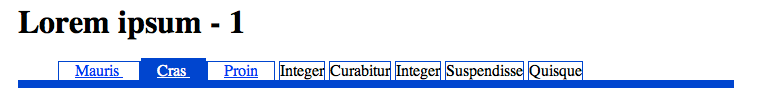 Lorem ipsum - 1
Mauris Cras Proin Integer Curabitur Integer Suspendisse Quisque